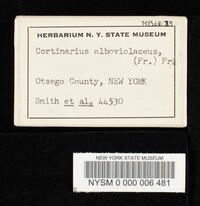 HERBARIUM N. Y. STATE MUSEUM
Cortinarius alboviolaceus,
(Fr.) Fr.
Otsego County, NEW YORK
Smith et al. 44530
NEW YORK STATE MUSEUM
NYSM 0 000 006 481